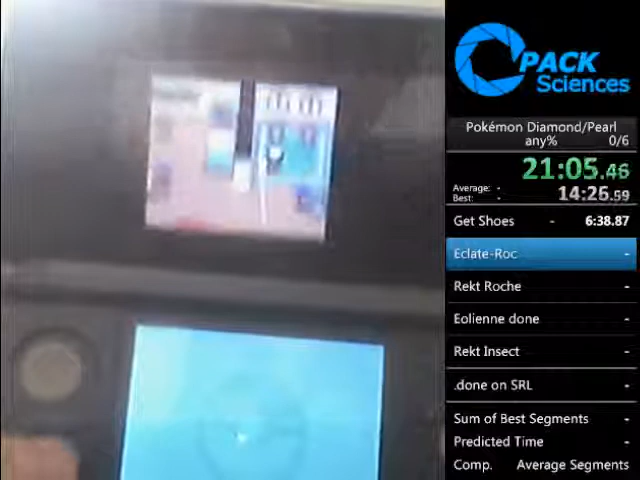 PACK
Sciences
Pokémon Diamond/Pearl
any% 0/6
21:05.46
Average: -
Best: -
14:26.59
Get Shoes - 6:38.87
Eclate-Roc -
Rekt Roche -
Eolienne done -
Rekt Insect -
.done on SRL -
Sum of Best Segments -
Predicted Time -
Comp. Average Segments